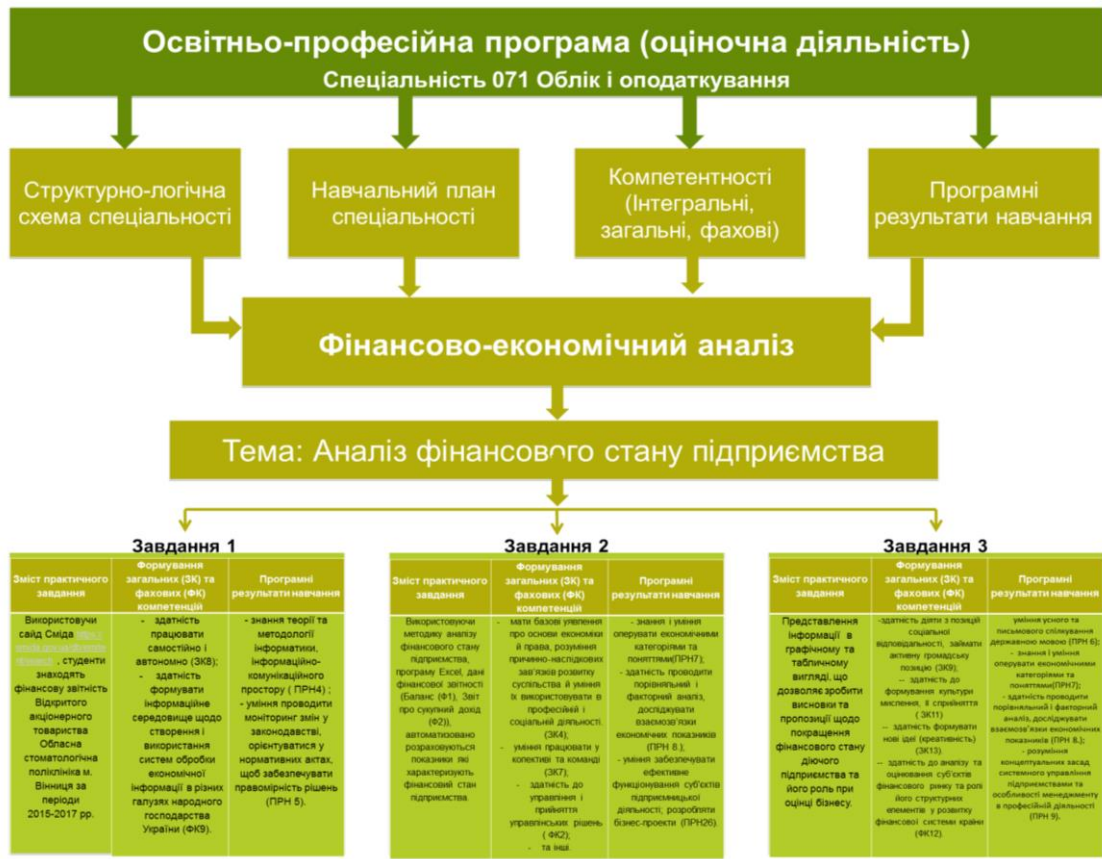 Освітньо-професійна програма (оціночна діяльність)
Спеціальність 071 Облік і оподаткування
Структурно-логічна
схема спеціальності
Навчальний план
спеціальності
Компетентності
(Інтегральні,
загальні, фахові)
Програмні
результати навчання
Фінансово-економічний аналіз
Тема: Аналіз фінансового стану підприємства
Завдання 1
Зміст практичного
завдання
Формування
загальних (ЗК) та
фахових (ФК)
компетенцій
Програмні
результати навчання
Використовуючи
сайд Сміда
, студенти
знаходять
фінансову звітність
Відкритого
акціонерного
товариства
Обласна
стоматологічна
поліклініка м.
Вінниця за
періоди
2015-2017 рр.
- здатність
працювати
самостійно і
автономно (ЗК8);
- здатність
формувати
інформаційне
середовище щодо
створення і
використання
систем обробки
економічної
інформації в різних
галузях народного
господарства
України (ФК9).
- знання теорії та
методології
інформатики,
інформаційно-
комунікаційного
простору ( ПРН4) ;
- уміння проводити
моніторинг змін у
законодавстві,
орієнтуватися у
нормативних актах,
щоб забезпечувати
правомірність рішень
(ПРН 5).
Завдання 2
Зміст практичного
завдання
Формування
загальних (ЗК) та
фахових (ФК)
компетенцій
Програмні
результати навчання
Використовуючи
методику аналізу
фінансового стану
підприємства,
програму Excel, дані
фінансової звітності
(Баланс (Ф1), Звіт
про сукупний дохід
(Ф2)),
автоматизовано
розраховуються
показники які
характеризують
фінансовий стан
підприємства.
- мати базові уявлення
про основи економіки
й права, розуміння
причинно-наслідкових
зав’язків розвитку
суспільства й уміння
їх використовувати в
професійній і
соціальній діяльності.
(ЗК4);
- уміння працювати у
колективі та команді
(ЗК7);
- здатність до
управління і
прийняття
управлінських рішень
( ФК2);
- та інші.
- знання і уміння
оперувати економічними
категоріями та
поняттями(ПРН7);
- здатність проводити
порівняльний і
факторний аналіз,
досліджувати
взаємозв’язки
економічних показників
(ПРН 8.);
- уміння забезпечувати
ефективне
функціонування суб’єктів
підприємницької
діяльності; розробляти
бізнес-проекти (ПРН26).
Завдання 3
Зміст практичного
завдання
Формування
загальних (ЗК) та
фахових (ФК)
компетенцій
Програмні
результати навчання
Представлення
інформації в
графічному та
табличному
вигляді, що
дозволяє зробити
висновки та
пропозиції щодо
покращення
фінансового стану
діючого
підприємства та
його роль при
оцінці бізнесу.
-здатність діяти з позицій
соціальної
відповідальності, займати
активну громадську
позицію (ЗК9);
– здатність до
формування культури
мислення, її сприйняття
( ЗК11)
– здатність формувати
нові ідеї (креативність)
(ЗК13).
– здатність до аналізу та
оцінювання суб’єктів
фінансового ринку та ролі
його структурних
елементів у розвитку
фінансової системи країни
(ФК12).
уміння усного та
письмового спілкування
державною мовою (ПРН 6);
- знання і уміння
оперувати економічними
категоріями та
поняттями(ПРН7);
- здатність проводити
порівняльний і факторний
аналіз, досліджувати
взаємозв’язки економічних
показників (ПРН 8.);
- розуміння
концептуальних засад
системного управління
підприємствами та
особливості менеджменту
в професійній діяльності
(ПРН 9).